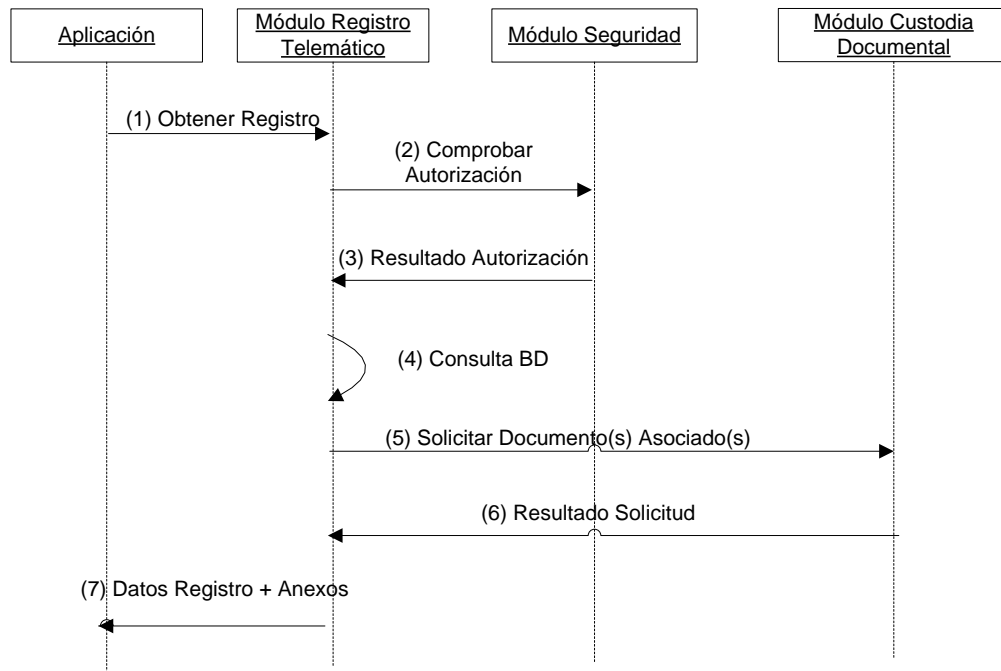 Aplicación
Módulo Registro
Telemático
Módulo Seguridad
Módulo Custodia
Documental
(1) Obtener Registro
(2) Comprobar
Autorización
(3) Resultado Autorización
(4) Consulta BD
(5) Solicitar Documento(s) Asociado(s)
(6) Resultado Solicitud
(7) Datos Registro + Anexos